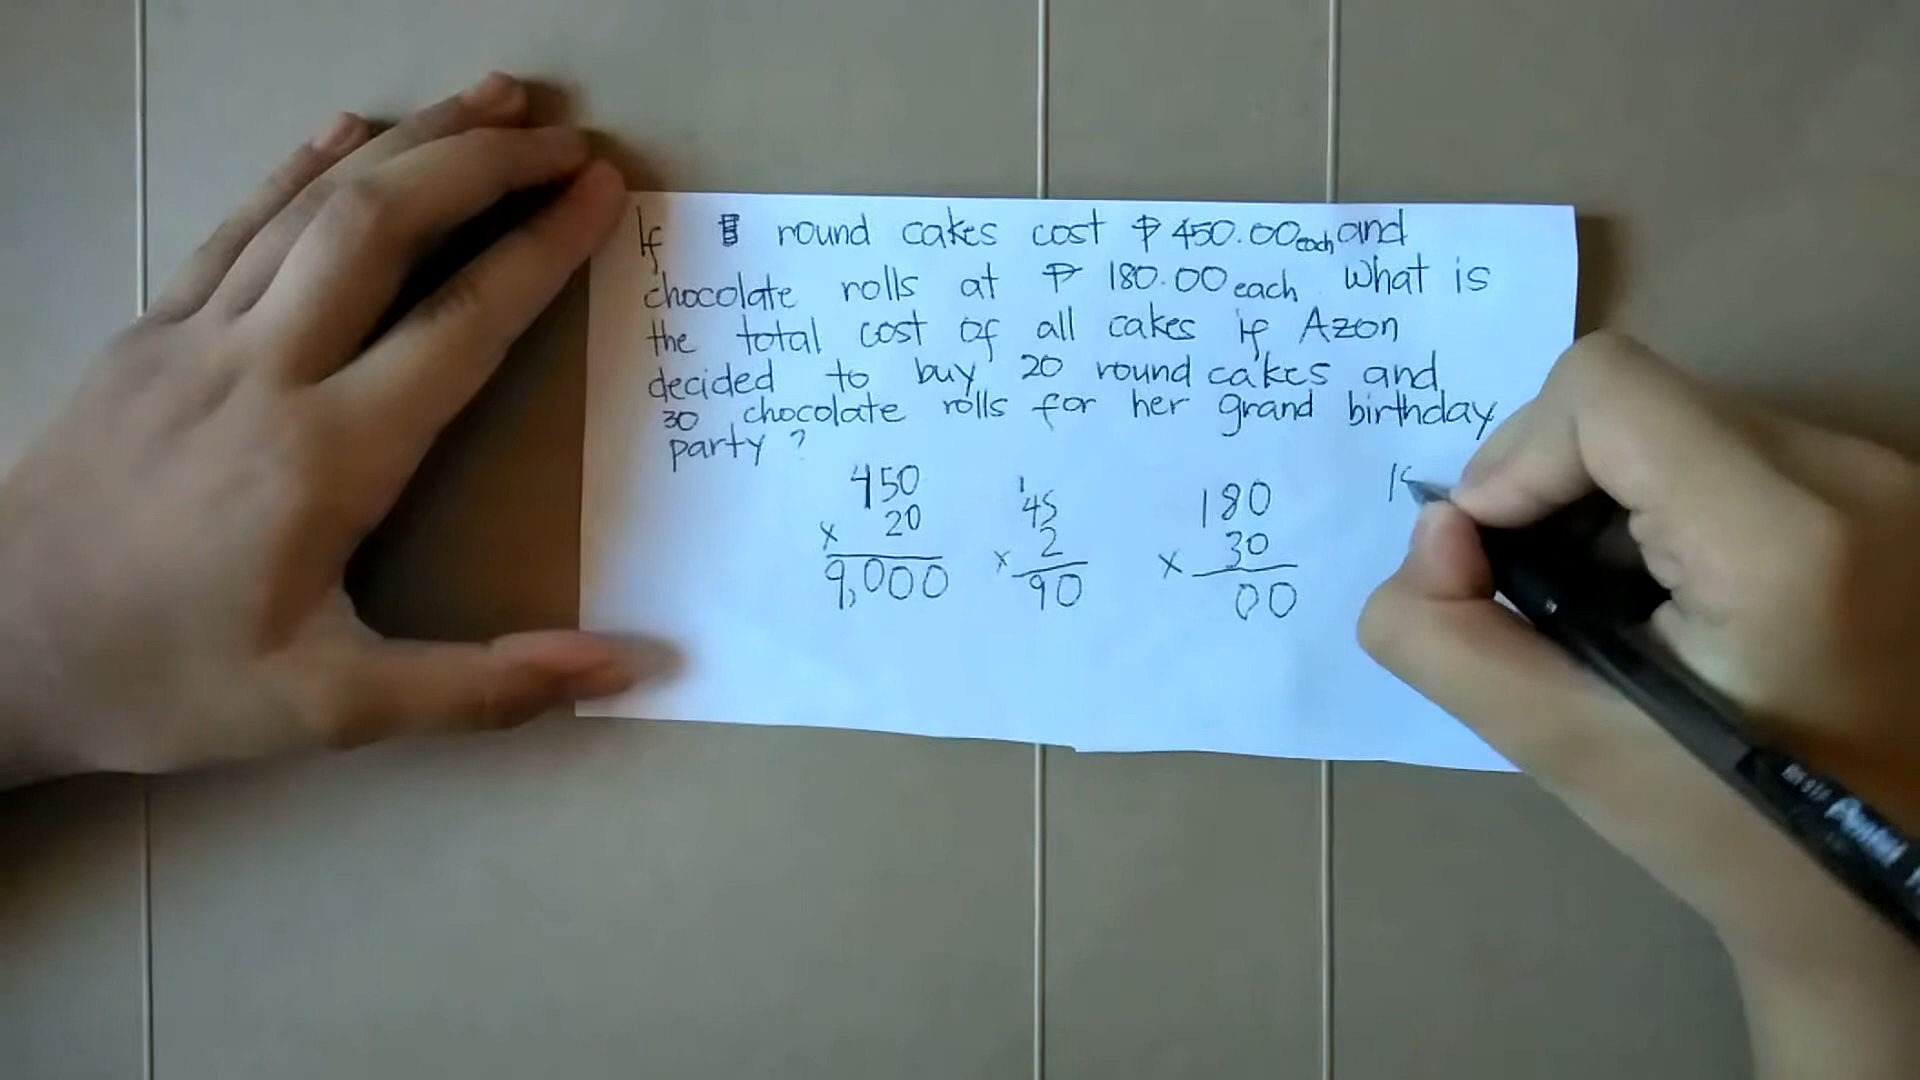 If round cakes cost ₱ 450.00 each and
chocolate rolls at ₱ 180.00 each What is
the total cost of all cakes if Azon
decided to buy 20 round cakes and
30 chocolate rolls for her grand birthday
party ?
450
x 20
9,000
1
45
x 2
90
180
x 30
00
Pentel